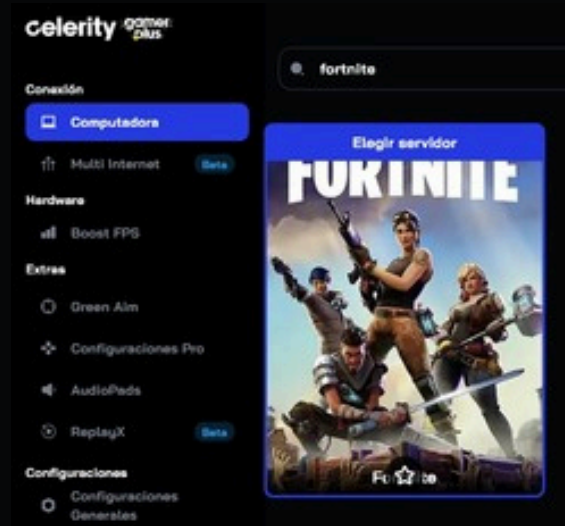 celerity gamer plus
fortnite
Conexión
Computadora
Multi Internet Beta
Hardware
Boost FPS
Extras
Green Aim
Configuraciones Pro
AudioPads
ReplayX Beta
Configuraciones
Configuraciones
Generales
Elegir servidor
FORTNITE